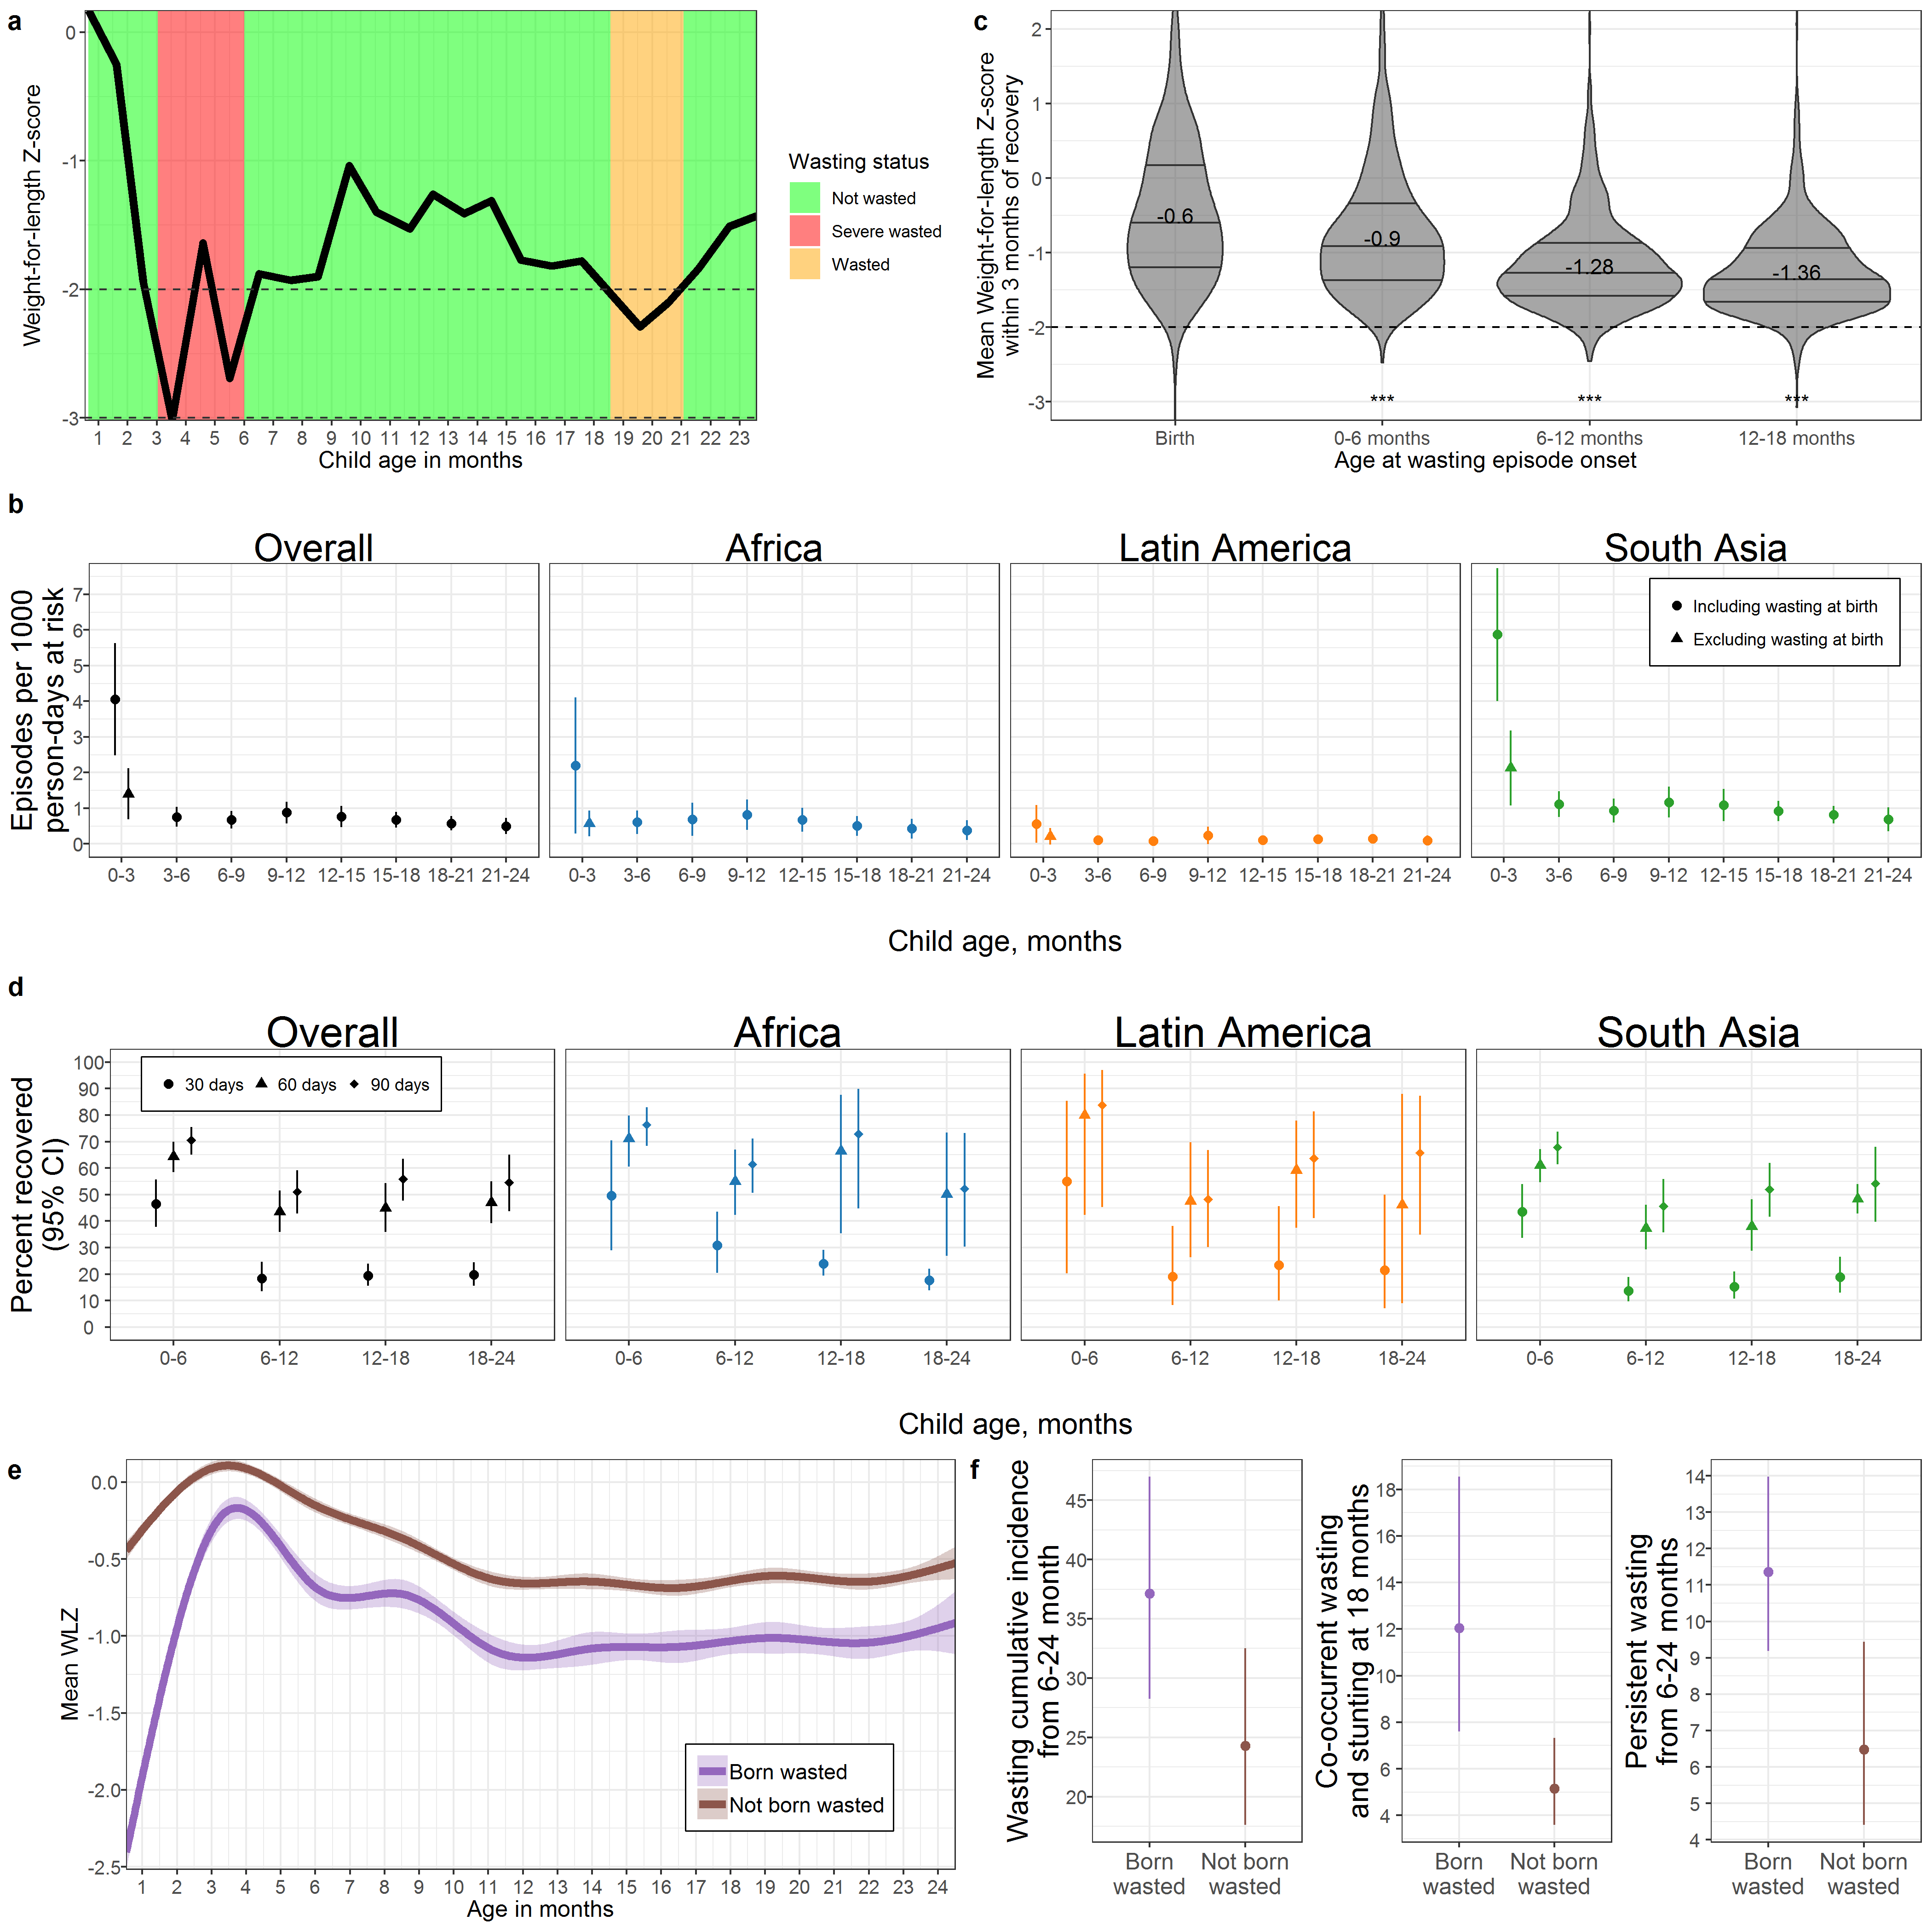 a
0
-1
-2
-3
Weight-for-length Z-score
1 2 3 4 5 6 7 8 9 10 11 12 13 14 15 16 17 18 19 20 21 22 23
Child age in months
Wasting status
Not wasted
Severe wasted
Wasted
c
2
1
0
-1
-2
-3
Mean Weight-for-length Z-score
within 3 months of recovery
-0.6
-0.9
-1.28
-1.36
***
***
***
Birth 0-6 months 6-12 months 12-18 months
Age at wasting episode onset
b
Overall
Africa
Latin America
South Asia
Episodes per 1000
person-days at risk
7
6
5
4
3
2
1
0
Including wasting at birth
Excluding wasting at birth
0-3 3-6 6-9 9-12 12-15 15-18 18-21 21-24
0-3 3-6 6-9 9-12 12-15 15-18 18-21 21-24
0-3 3-6 6-9 9-12 12-15 15-18 18-21 21-24
0-3 3-6 6-9 9-12 12-15 15-18 18-21 21-24
Child age, months
d
Overall
Africa
Latin America
South Asia
Percent recovered
(95% CI)
100
90
80
70
60
50
40
30
20
10
0
30 days 60 days 90 days
0-6 6-12 12-18 18-24
0-6 6-12 12-18 18-24
0-6 6-12 12-18 18-24
0-6 6-12 12-18 18-24
Child age, months
e
Mean WLZ
0.0
-0.5
-1.0
-1.5
-2.0
-2.5
Born wasted
Not born wasted
1 2 3 4 5 6 7 8 9 10 11 12 13 14 15 16 17 18 19 20 21 22 23 24
Age in months
f
Wasting cumulative incidence
from 6-24 month
45
40
35
30
25
20
Born
wasted
Not born
wasted
Co-occurrent wasting
and stunting at 18 months
18
16
14
12
10
8
6
4
Born
wasted
Not born
wasted
Persistent wasting
from 6-24 months
14
13
12
11
10
9
8
7
6
5
4
Born
wasted
Not born
wasted